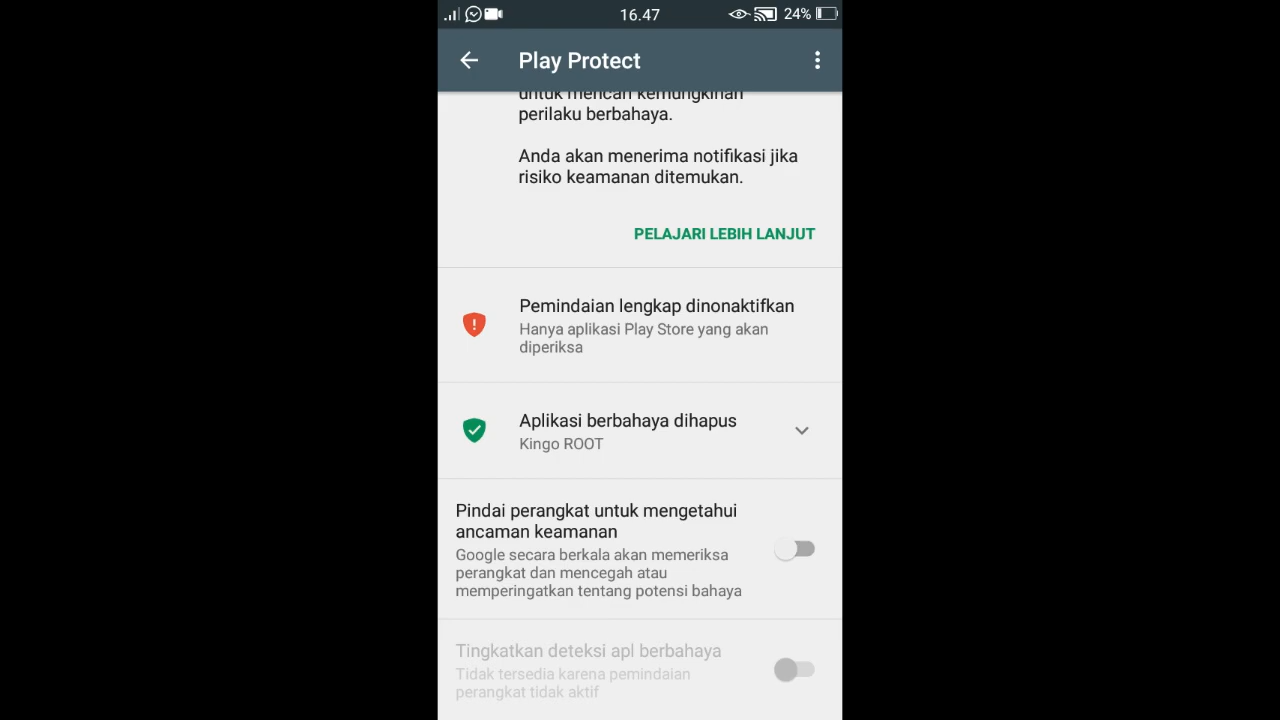 16.47
24%
Play Protect
untuk mencari kemungkinan
perilaku berbahaya.
Anda akan menerima notifikasi jika
risiko keamanan ditemukan.
PELAJARI LEBIH LANJUT
Pemindaian lengkap dinonaktifkan
Hanya aplikasi Play Store yang akan
diperiksa
Aplikasi berbahaya dihapus
Kingo ROOT
Pindai perangkat untuk mengetahui
ancaman keamanan
Google secara berkala akan memeriksa
perangkat dan mencegah atau
memperingatkan tentang potensi bahaya
Tingkatkan deteksi apl berbahaya
Tidak tersedia karena pemindaian
perangkat tidak aktif